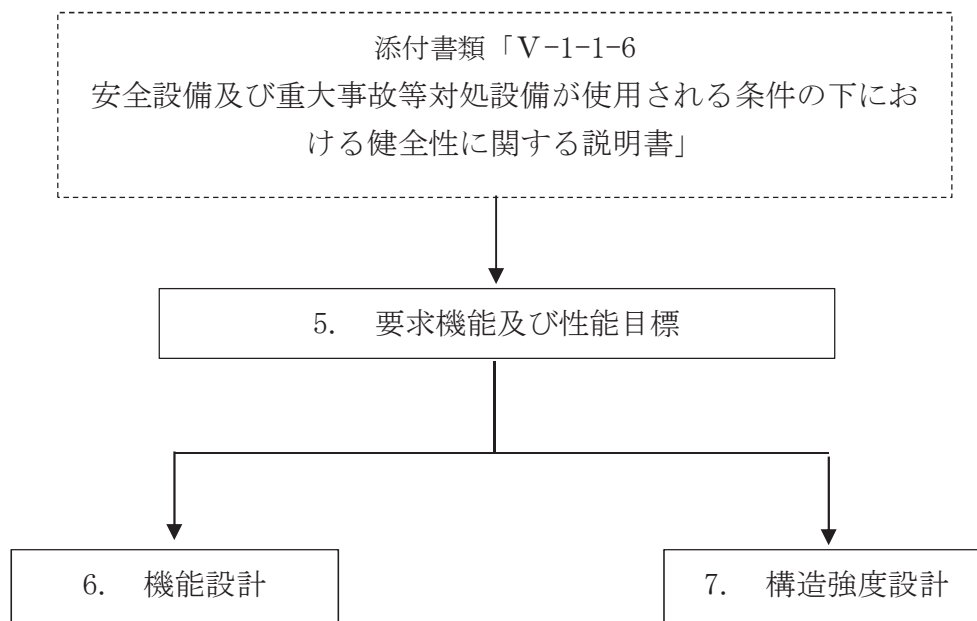 添付書類「Ⅴ-1-1-6
安全設備及び重大事故等対処設備が使用される条件の下にお
ける健全性に関する説明書」
5. 要求機能及び性能目標
6. 機能設計
7. 構造強度設計